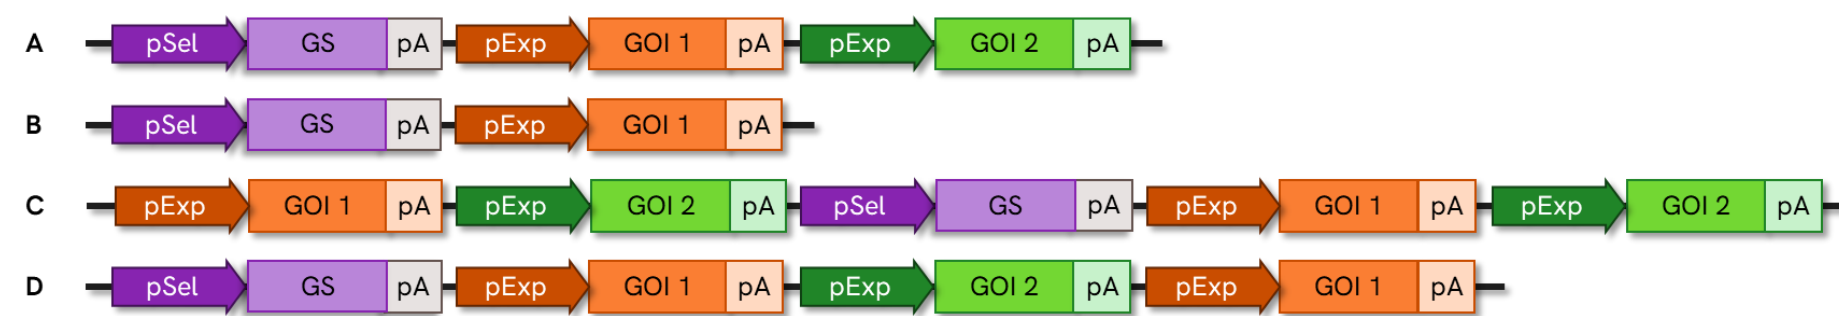 A pSel GS pA pExp GOI 1 pA pExp GOI 2 pA
B pSel GS pA pExp GOI 1 pA
C pExp GOI 1 pA pExp GOI 2 pA pSel GS pA pExp GOI 1 pA pExp GOI 2 pA
D pSel GS pA pExp GOI 1 pA pExp GOI 2 pA pExp GOI 1 pA